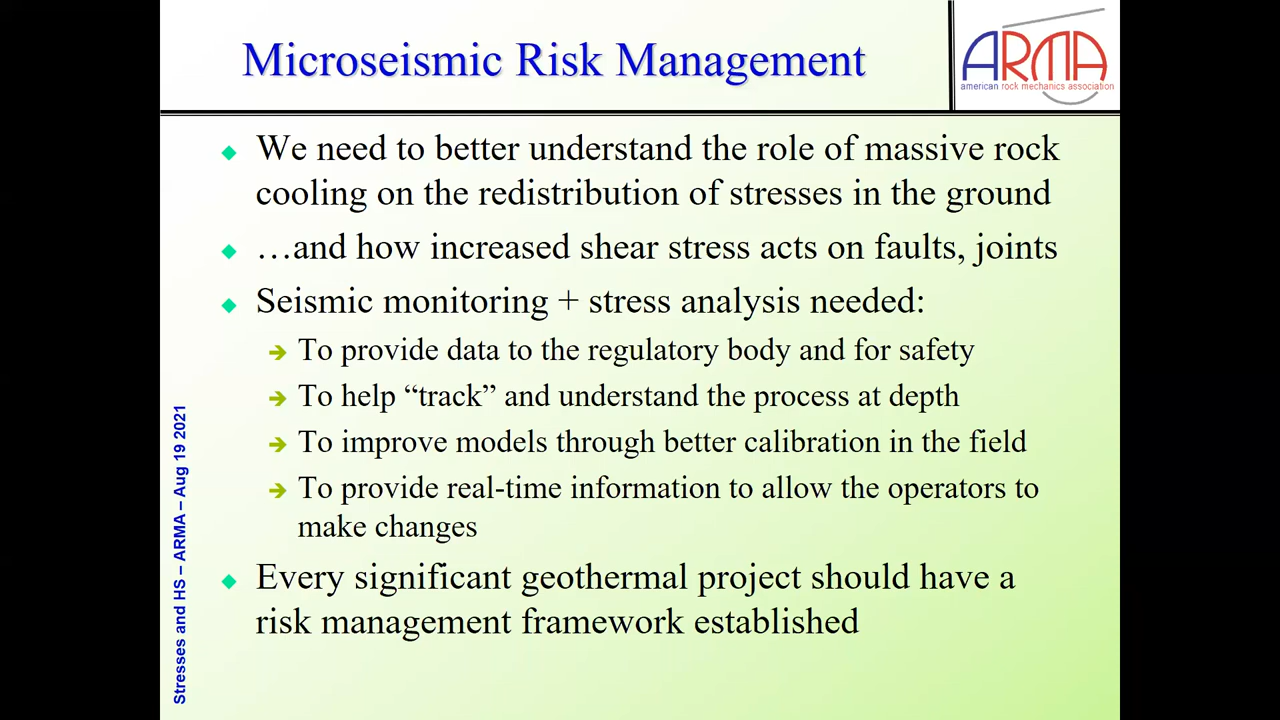 Microseismic Risk Management
ARMA
american rock mechanics association
We need to better understand the role of massive rock
cooling on the redistribution of stresses in the ground
…and how increased shear stress acts on faults, joints
Seismic monitoring + stress analysis needed:
To provide data to the regulatory body and for safety
To help “track” and understand the process at depth
To improve models through better calibration in the field
To provide real-time information to allow the operators to
make changes
Every significant geothermal project should have a
risk management framework established
Stresses and HS – ARMA – Aug 19 2021